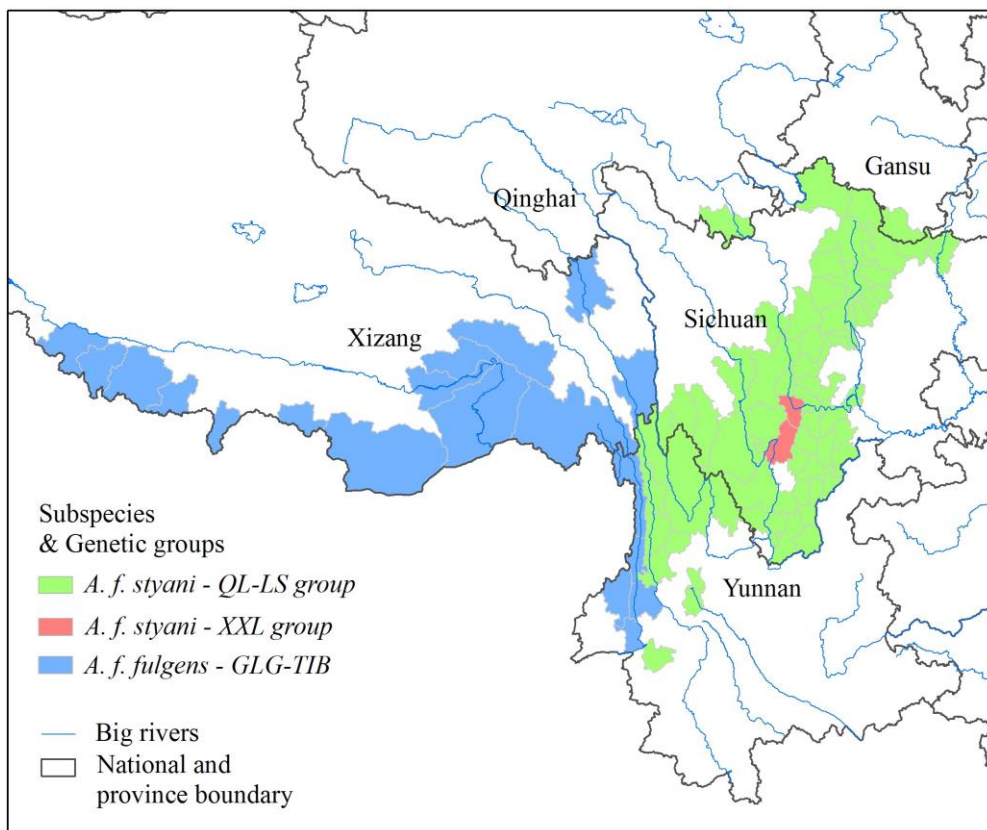 Gansu
Qinghai
Sichuan
Xizang
Yunnan
Subspecies
& Genetic groups
A. f. styani - QL-LS group
A. f. styani - XXL group
A. f. fulgens - GLG-TIB
Big rivers
National and
province boundary